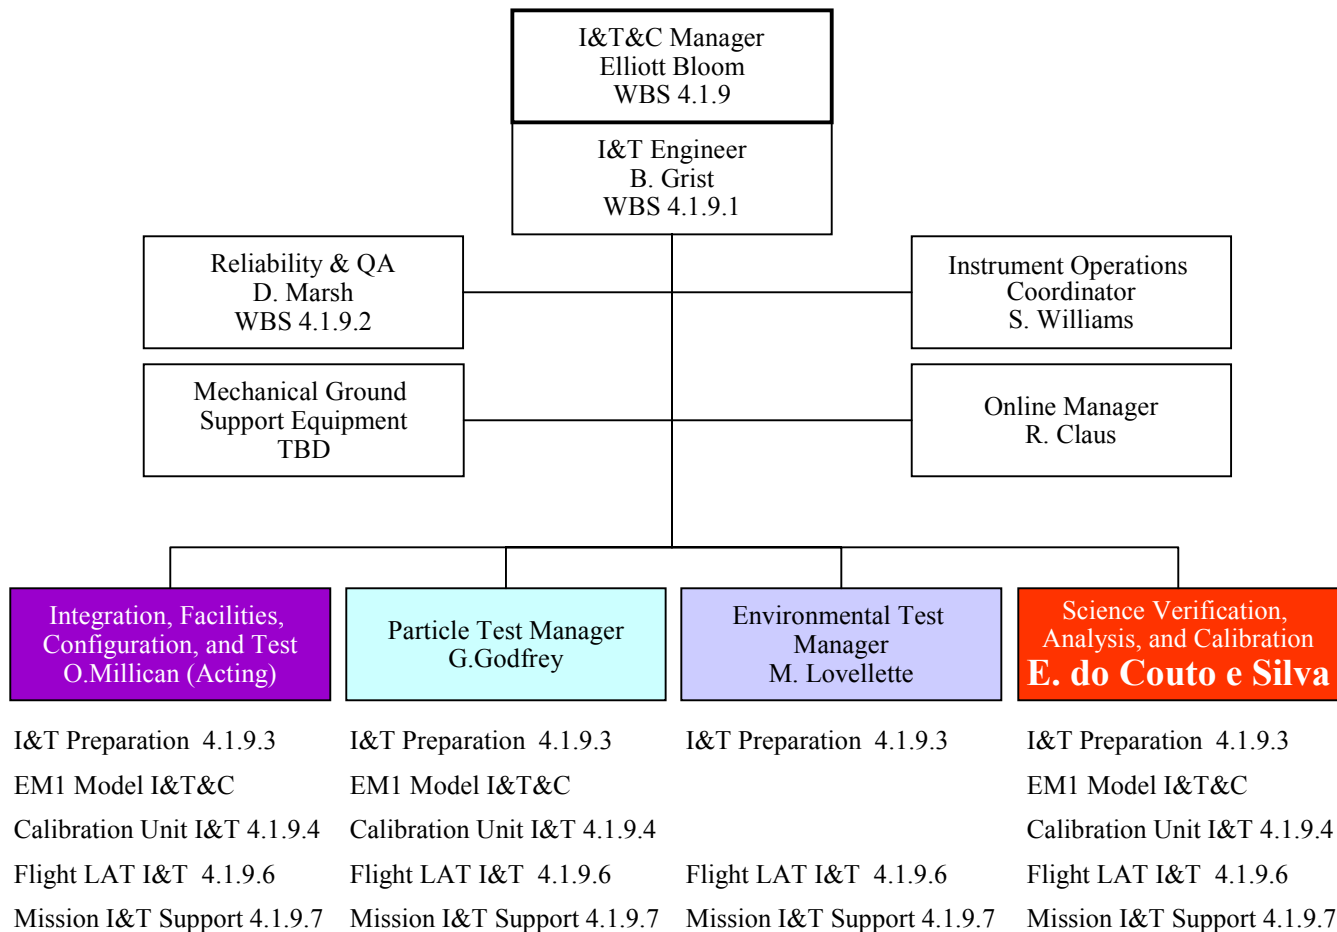 I&T&C Manager
Elliott Bloom
WBS 4.1.9
I&T Engineer
B. Grist
WBS 4.1.9.1
Reliability & QA
D. Marsh
WBS 4.1.9.2
Instrument Operations
Coordinator
S. Williams
Mechanical Ground
Support Equipment
TBD
Online Manager
R. Claus
Integration, Facilities,
Configuration, and Test
O.Millican (Acting)
Particle Test Manager
G.Godfrey
Environmental Test
Manager
M. Lovellette
Science Verification,
Analysis, and Calibration
E. do Couto e Silva
I&T Preparation 4.1.9.3
EM1 Model I&T&C
Calibration Unit I&T 4.1.9.4
Flight LAT I&T 4.1.9.6
Mission I&T Support 4.1.9.7
I&T Preparation 4.1.9.3
EM1 Model I&T&C
Calibration Unit I&T 4.1.9.4
Flight LAT I&T 4.1.9.6
Mission I&T Support 4.1.9.7
I&T Preparation 4.1.9.3
Flight LAT I&T 4.1.9.6
Mission I&T Support 4.1.9.7
I&T Preparation 4.1.9.3
EM1 Model I&T&C
Calibration Unit I&T 4.1.9.4
Flight LAT I&T 4.1.9.6
Mission I&T Support 4.1.9.7